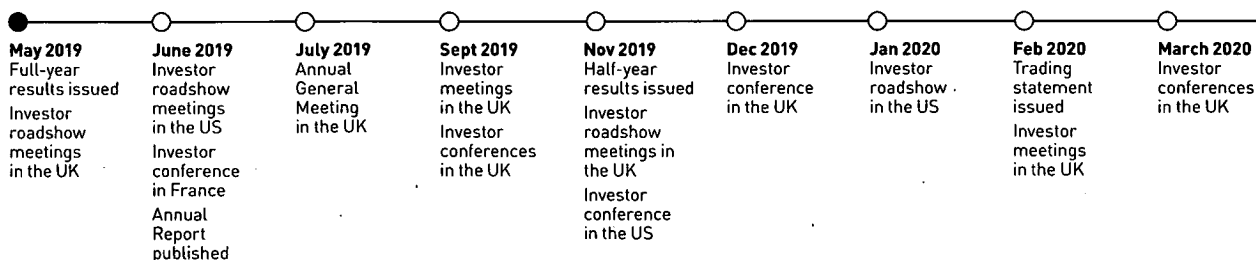 May 2019
Full-year
results issued
Investor
roadshow
meetings
in the UK
June 2019
Investor
roadshow
meetings
in the US
Investor
conference
in France
Annual
Report
published
July 2019
Annual
General
Meeting
in the UK
Sept 2019
Investor
meetings
in the UK
Investor
conferences
in the UK
Nov 2019
Half-year
results issued
Investor
roadshow
meetings in
the UK
Investor
conference
in the US
Dec 2019
Investor
conference
in the UK
Jan 2020
Investor
roadshow
in the US
Feb 2020
Trading
statement
issued
Investor
meetings
in the UK
March 2020
Investor
conferences
in the UK